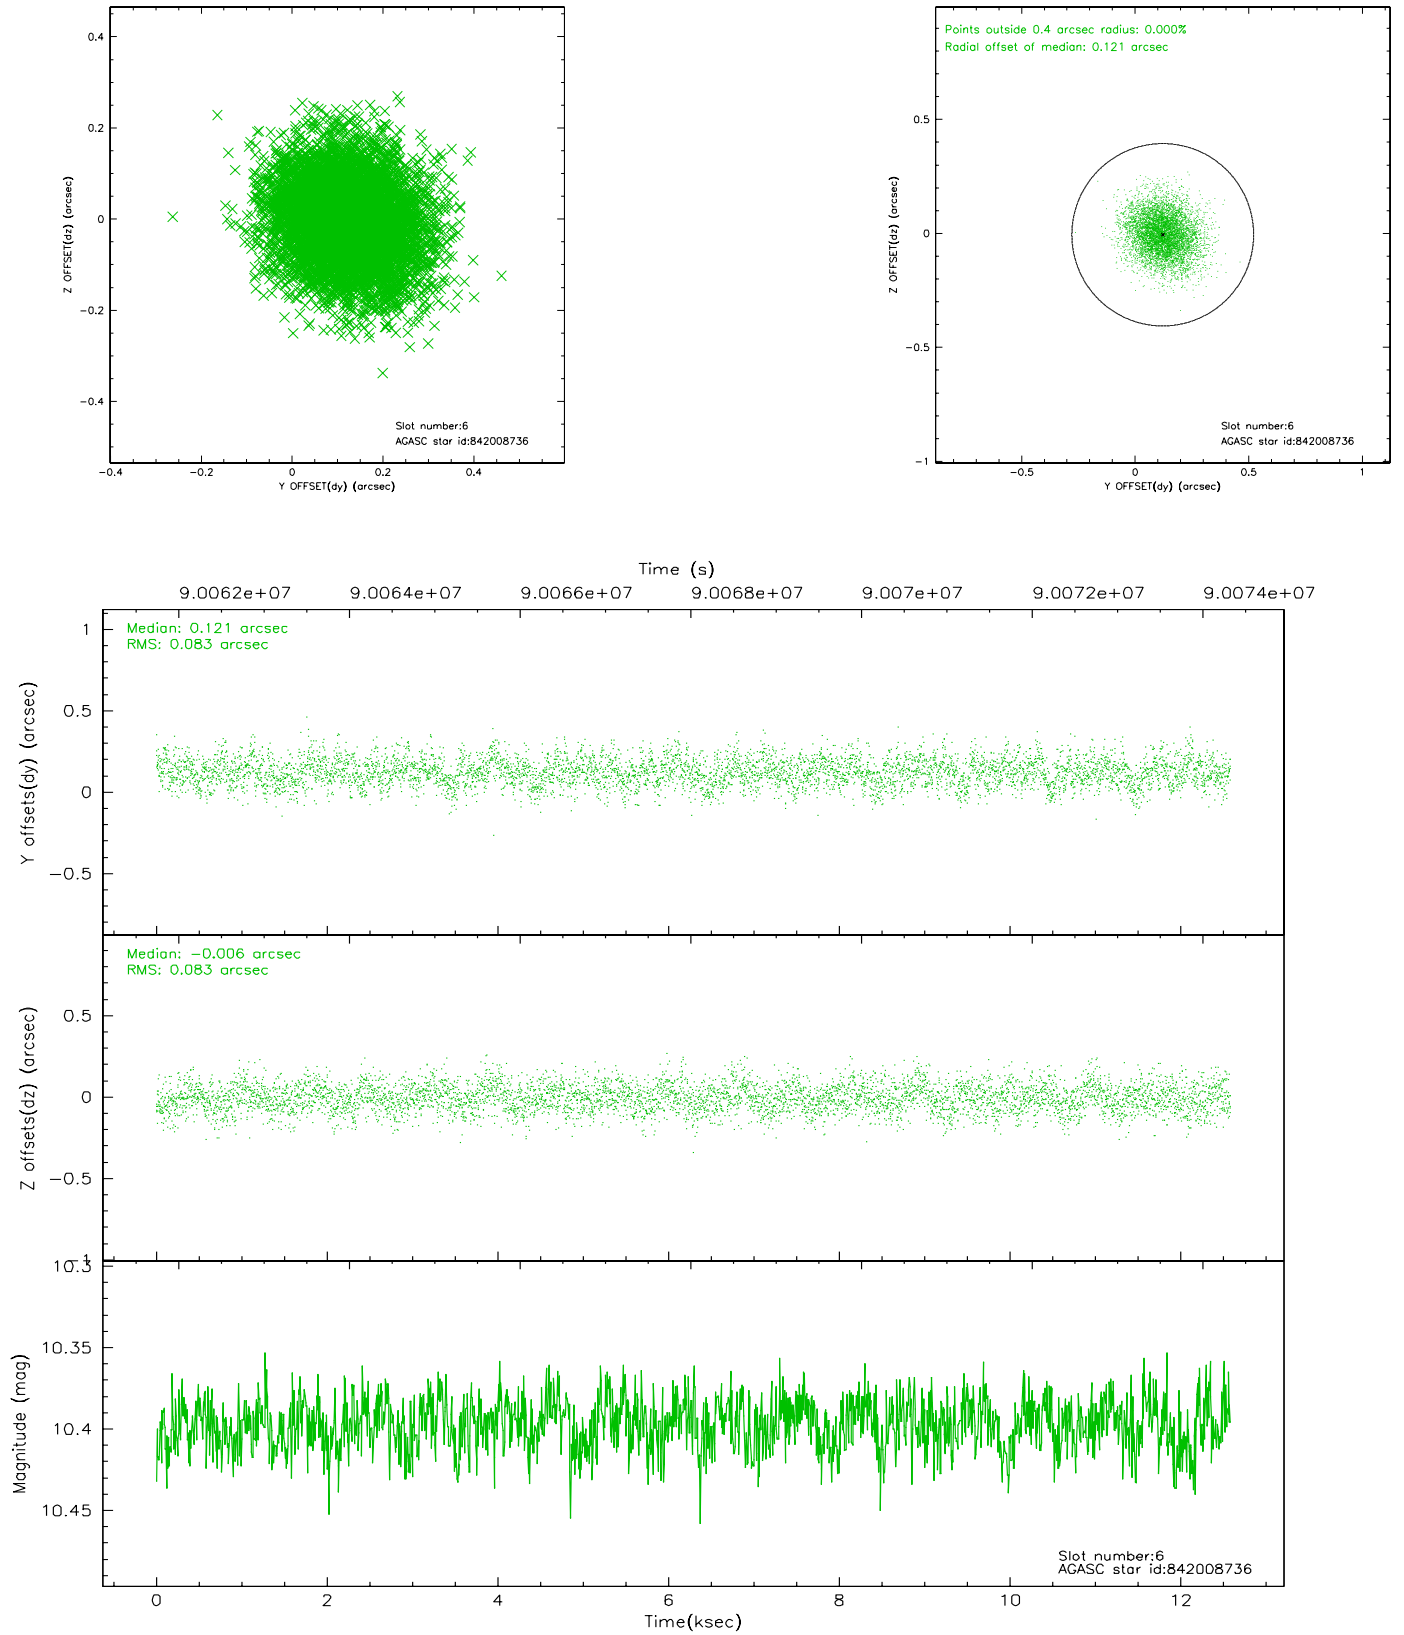 0.4
0.2
0
−0.2
−0.4
Z OFFSET(dz) (arcsec)
−0.4
−0.2
0
0.2
0.4
Y OFFSET(dy) (arcsec)
Slot number:6
AGASC star id:842008736
Points outside 0.4 arcsec radius: 0.000%
Radial offset of median: 0.121 arcsec
0.5
0
−0.5
−1
Z OFFSET(dz) (arcsec)
−0.5
0
0.5
1
Y OFFSET(dy) (arcsec)
Slot number:6
AGASC star id:842008736
Time (s)
9.0062e+07
9.0064e+07
9.0066e+07
9.0068e+07
9.007e+07
9.0072e+07
9.0074e+07
Median: 0.121 arcsec
RMS: 0.083 arcsec
1
0.5
0
−0.5
Y offsets(dy) (arcsec)
Median: −0.006 arcsec
RMS: 0.083 arcsec
0.5
0
−0.5
−1
Z offsets(dz) (arcsec)
10.3
10.35
10.4
10.45
Magnitude (mag)
Slot number:6
AGASC star id:842008736
0
2
4
6
8
10
12
Time(ksec)